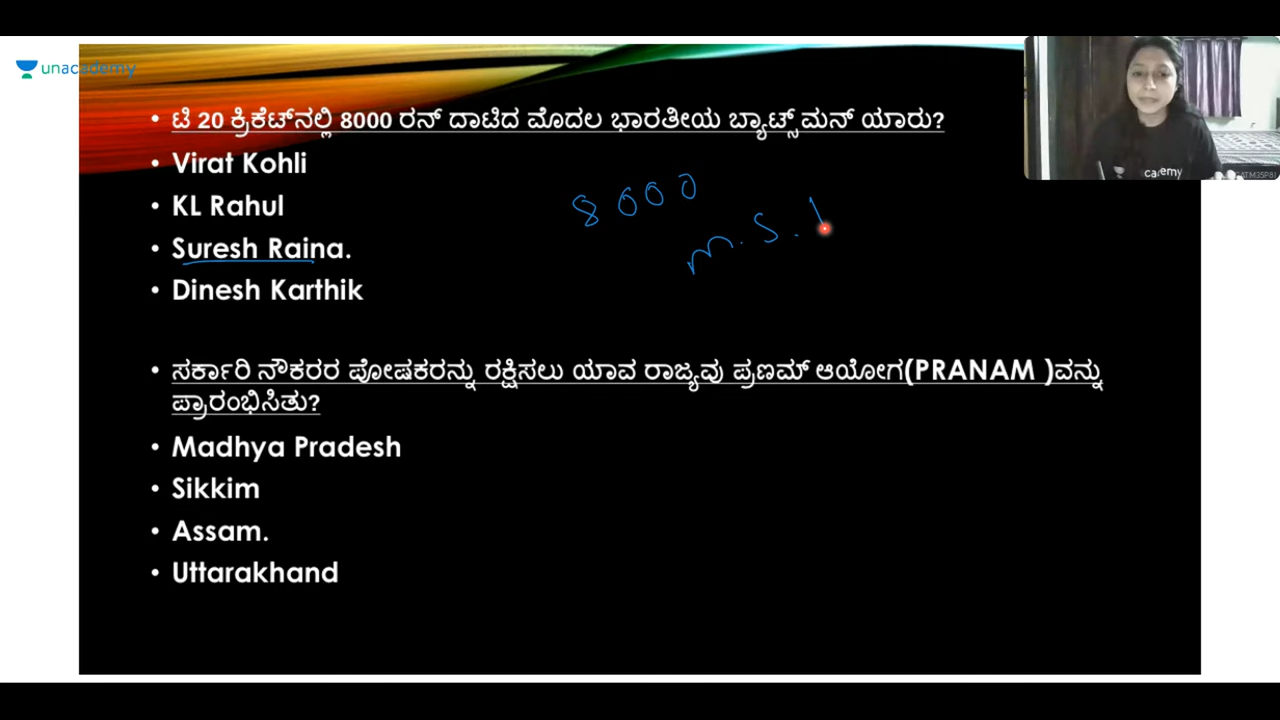 unacademy
• ಟಿ 20 ಕ್ರಿಕೆಟ್‌ನಲ್ಲಿ 8000 ರನ್ ದಾಟಿದ ಮೊದಲ ಭಾರತೀಯ ಬ್ಯಾಟ್ಸ್‌ಮನ್ ಯಾರು?
• Virat Kohli
• KL Rahul
8000
• Suresh Raina.
m.s.
• Dinesh Karthik
• ಸರ್ಕಾರಿ ನೌಕರರ ಪೋಷಕರನ್ನು ರಕ್ಷಿಸಲು ಯಾವ ರಾಜ್ಯವು ಪ್ರಣಮ್ ಆಯೋಗ(PRANAM )ವನ್ನು
ಪ್ರಾರಂಭಿಸಿತು?
• Madhya Pradesh
• Sikkim
• Assam.
• Uttarakhand